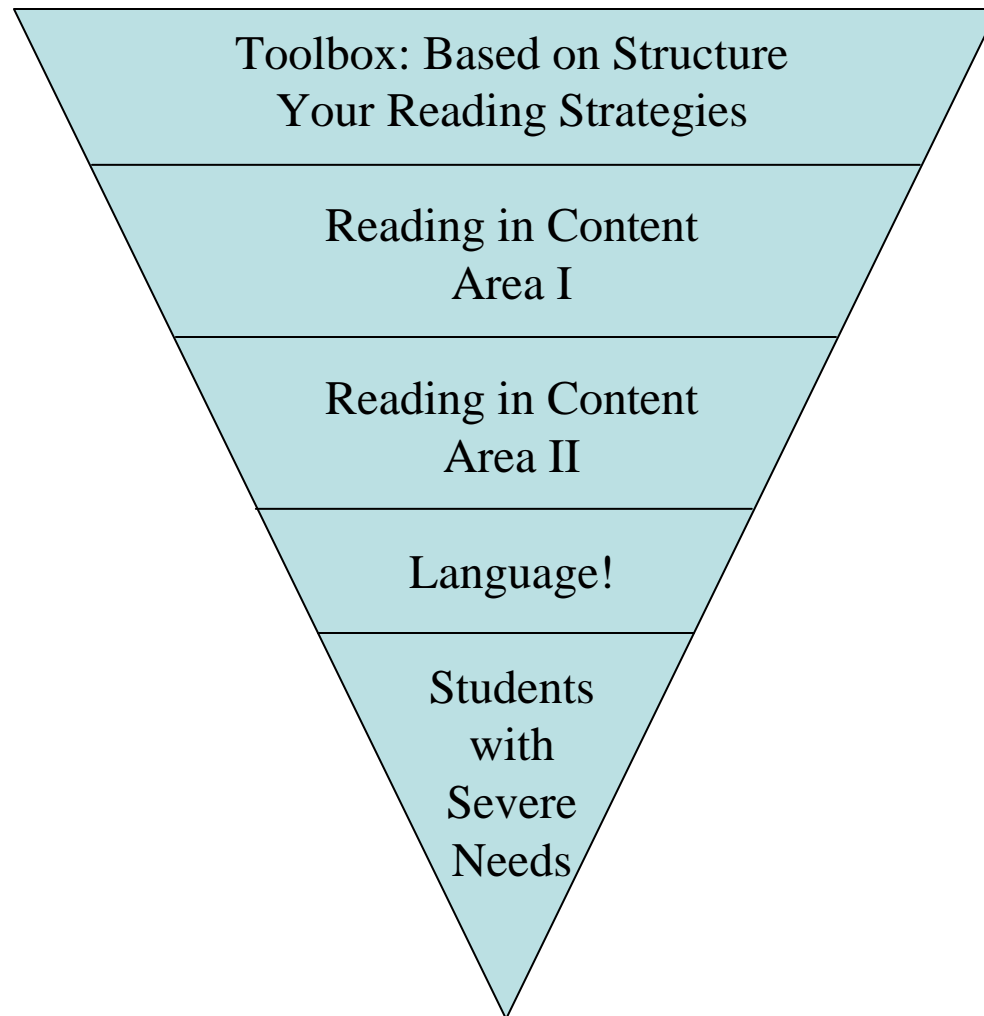 Toolbox: Based on Structure
Your Reading Strategies
Reading in Content
Area I
Reading in Content
Area II
Language!
Students
with
Severe
Needs